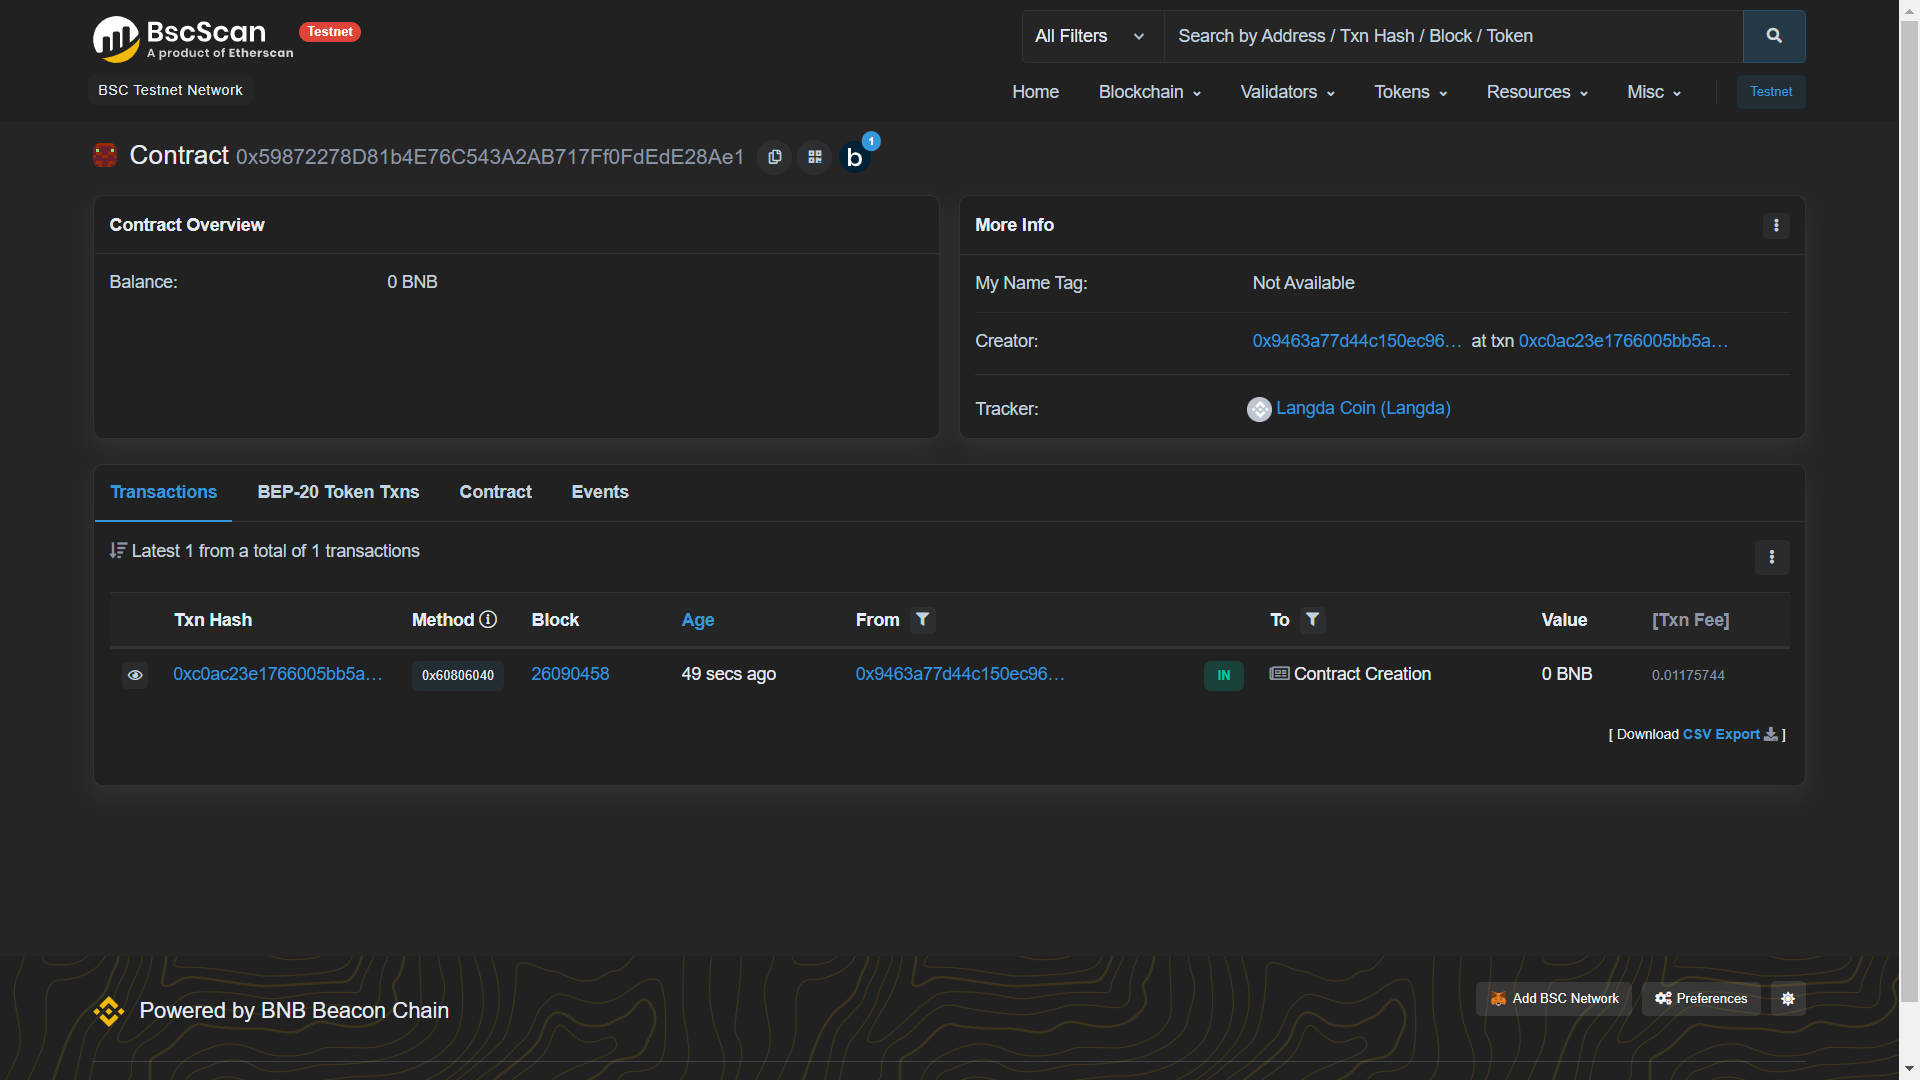 BscScan
Testnet
A product of Etherscan
BSC Testnet Network
All Filters
Search by Address / Txn Hash / Block / Token
Home Blockchain Validators Tokens Resources Misc Testnet
Contract 0x59872278D81b4E76C543A2AB717Ff0FdEdE28Ae1
b 1
Contract Overview
Balance: 0 BNB
More Info
My Name Tag: Not Available
Creator: 0x9463a77d44c150ec96… at txn 0xc0ac23e1766005bb5a…
Tracker: Langda Coin (Langda)
Transactions BEP-20 Token Txns Contract Events
Latest 1 from a total of 1 transactions
Txn Hash Method Block Age From To Value [Txn Fee]
0xc0ac23e1766005bb5a… 0x60806040 26090458 49 secs ago 0x9463a77d44c150ec96… IN Contract Creation 0 BNB 0.01175744
[ Download CSV Export ]
Powered by BNB Beacon Chain
Add BSC Network Preferences